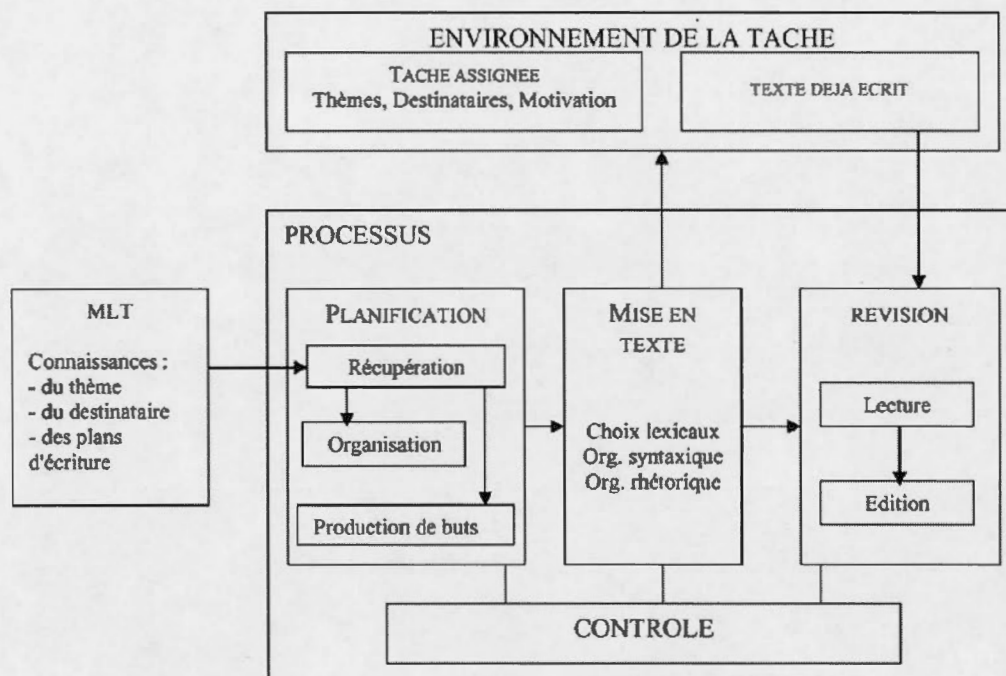 ENVIRONNEMENT DE LA TACHE
TACHE ASSIGNEE
Thèmes, Destinataires, Motivation
TEXTE DEJA ECRIT
PROCESSUS
MLT
Connaissances :
- du thème
- du destinataire
- des plans
d'écriture
PLANIFICATION
Récupération
Organisation
Production de buts
MISE EN
TEXTE
Choix lexicaux
Org. syntaxique
Org. rhétorique
REVISION
Lecture
Edition
CONTROLE